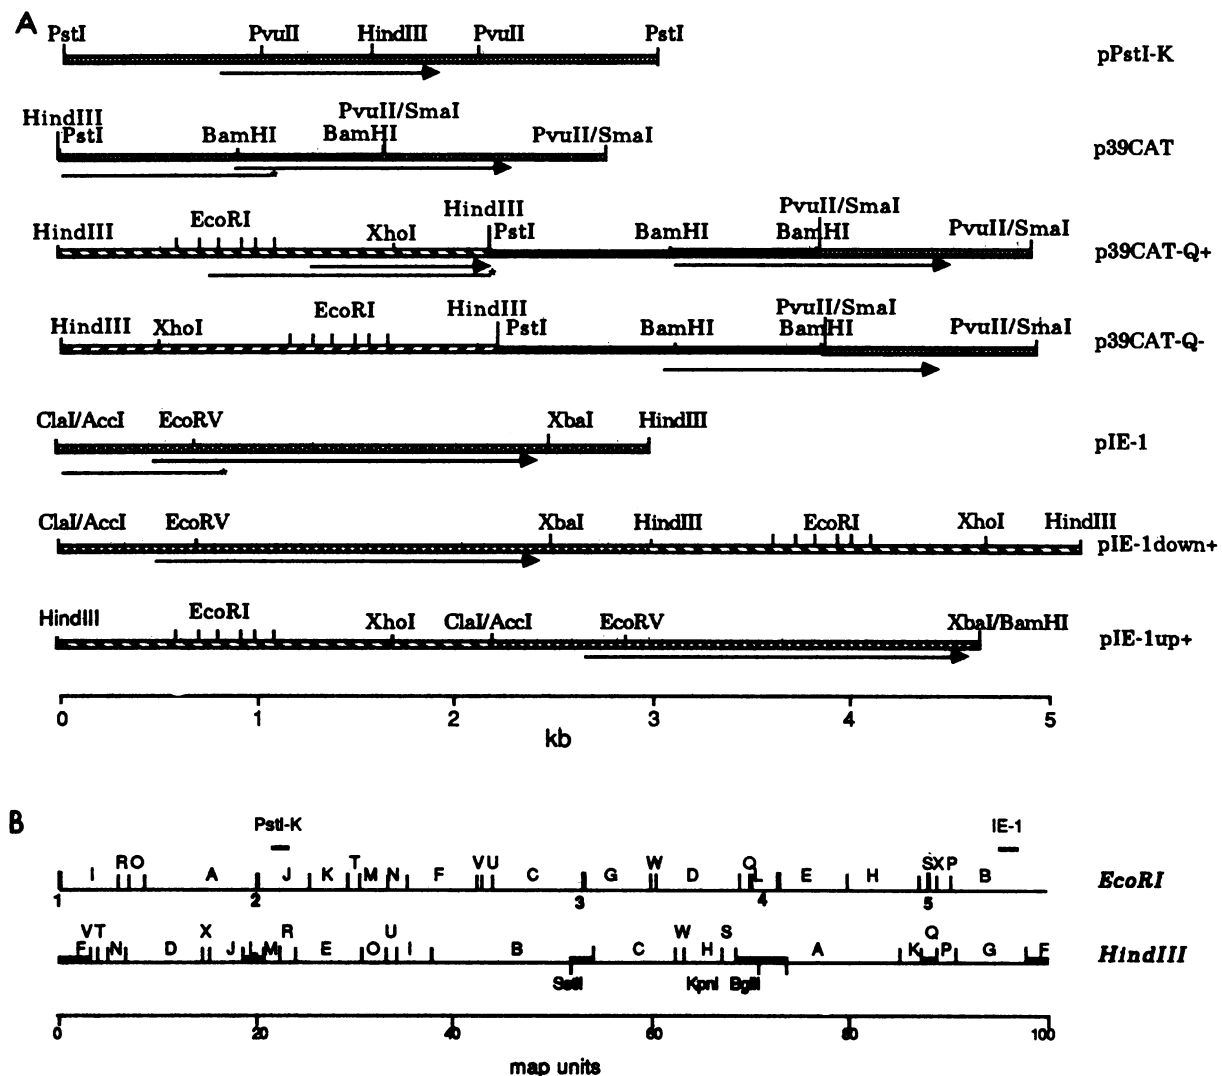 A
PstI PvuII HindIII PvuII PstI
pPstI-K
HindIII PvuII/SmaI
PstI BamHI BamHI PvuII/SmaI
p39CAT
EcoRI HindIII PvuII/SmaI
HindIII XhoI PstI BamHI BamHI PvuII/SmaI
p39CAT-Q+
EcoRI HindIII PvuII/SmaI
HindIII XhoI PstI BamHI BamHI PvuII/SmaI
p39CAT-Q-
ClaI/AccI EcoRV XbaI HindIII
pIE-1
ClaI/AccI EcoRV XbaI HindIII EcoRI XhoI HindIII
pIE-1down+
HindIII EcoRI XhoI ClaI/AccI EcoRV XbaI/BamHI
pIE-1up+
0 1 2 3 4 5
kb
B
PstI-K IE-1
R O T V U W Q S X P
I A J K M N F C G D L E H B
EcoRI
1 2 3 4 5
V T X R U W S Q
F N D J M E O I B C H A K P G F
HindIII
SstI KpnI BglII
0 20 40 60 80 100
map units